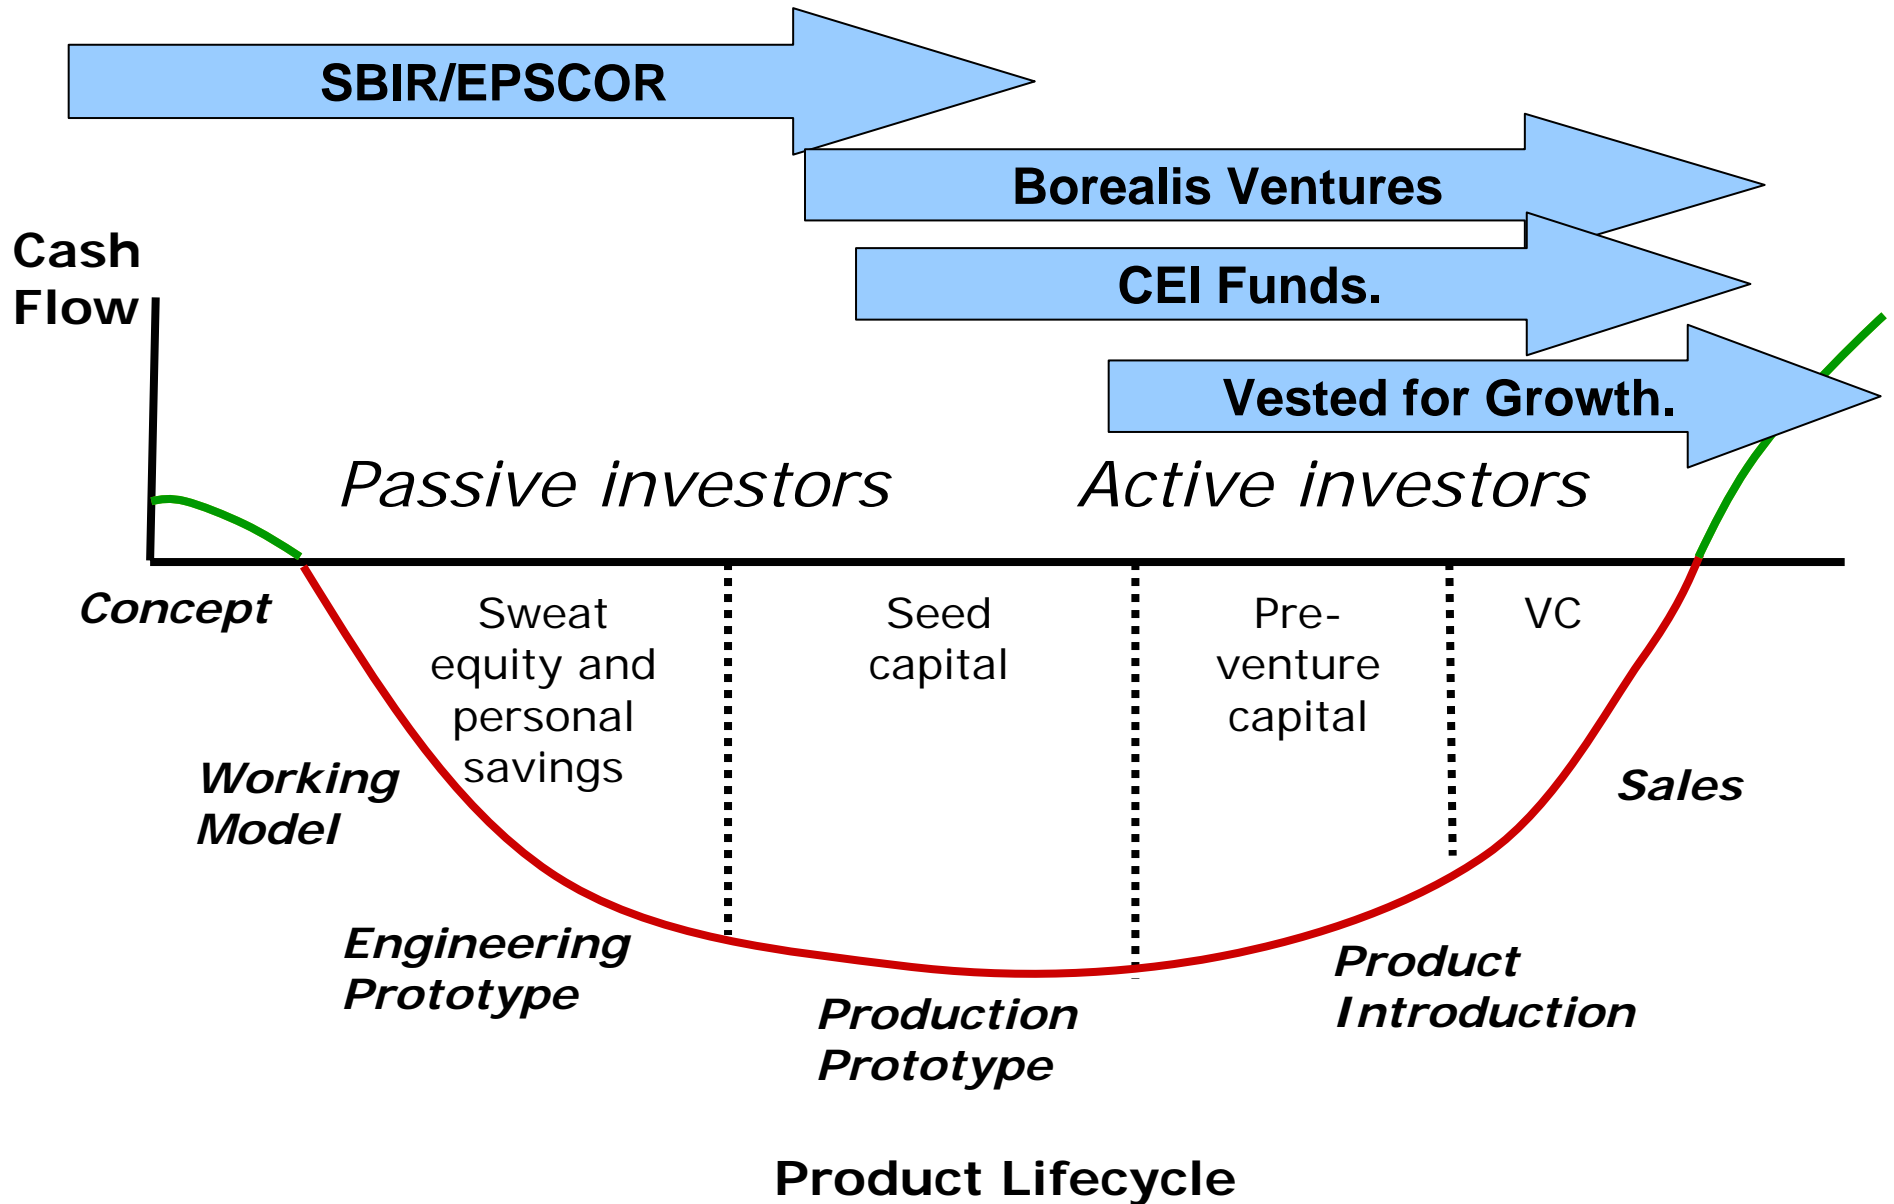 SBIR/EPSCOR
Borealis Ventures
CEI Funds.
Vested for Growth.
Cash
Flow
Passive investors
Active investors
Concept
Sweat
equity and
personal
savings
Seed
capital
Pre-
venture
capital
VC
Working
Model
Sales
Engineering
Prototype
Production
Prototype
Product
Introduction
Product Lifecycle